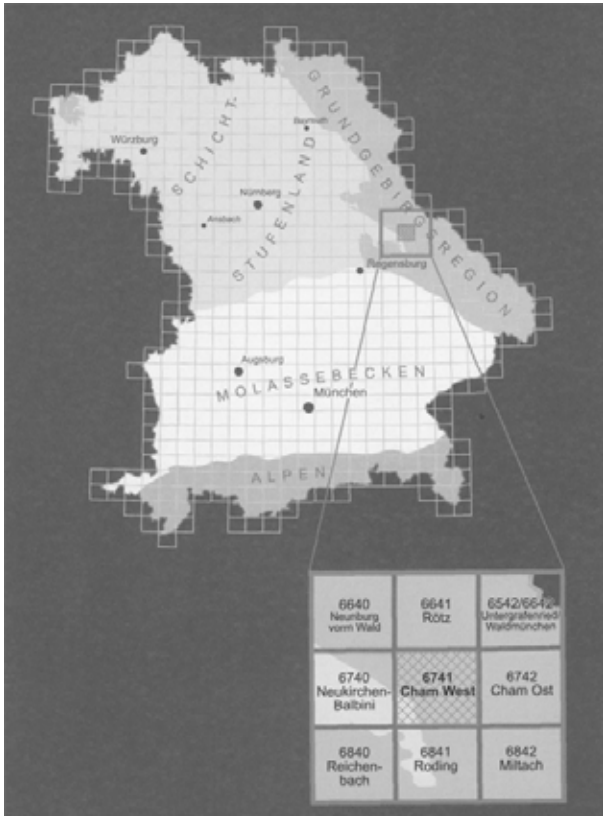 GRUNDGEBIRGSREGION
SCHICHT-
STUFENLAND
Bayreuth
Würzburg
Nürnberg
Ansbach
Regensburg
Augsburg
MOLASSEBECKEN
München
ALPEN
6640
Neunburg
vorm Wald
6641
Rötz
6542/6642
Untergrafenried/
Waldmünchen
6740
Neukirchen-
Balbini
6741
Cham West
6742
Cham Ost
6840
Reichen-
bach
6841
Roding
6842
Miltach